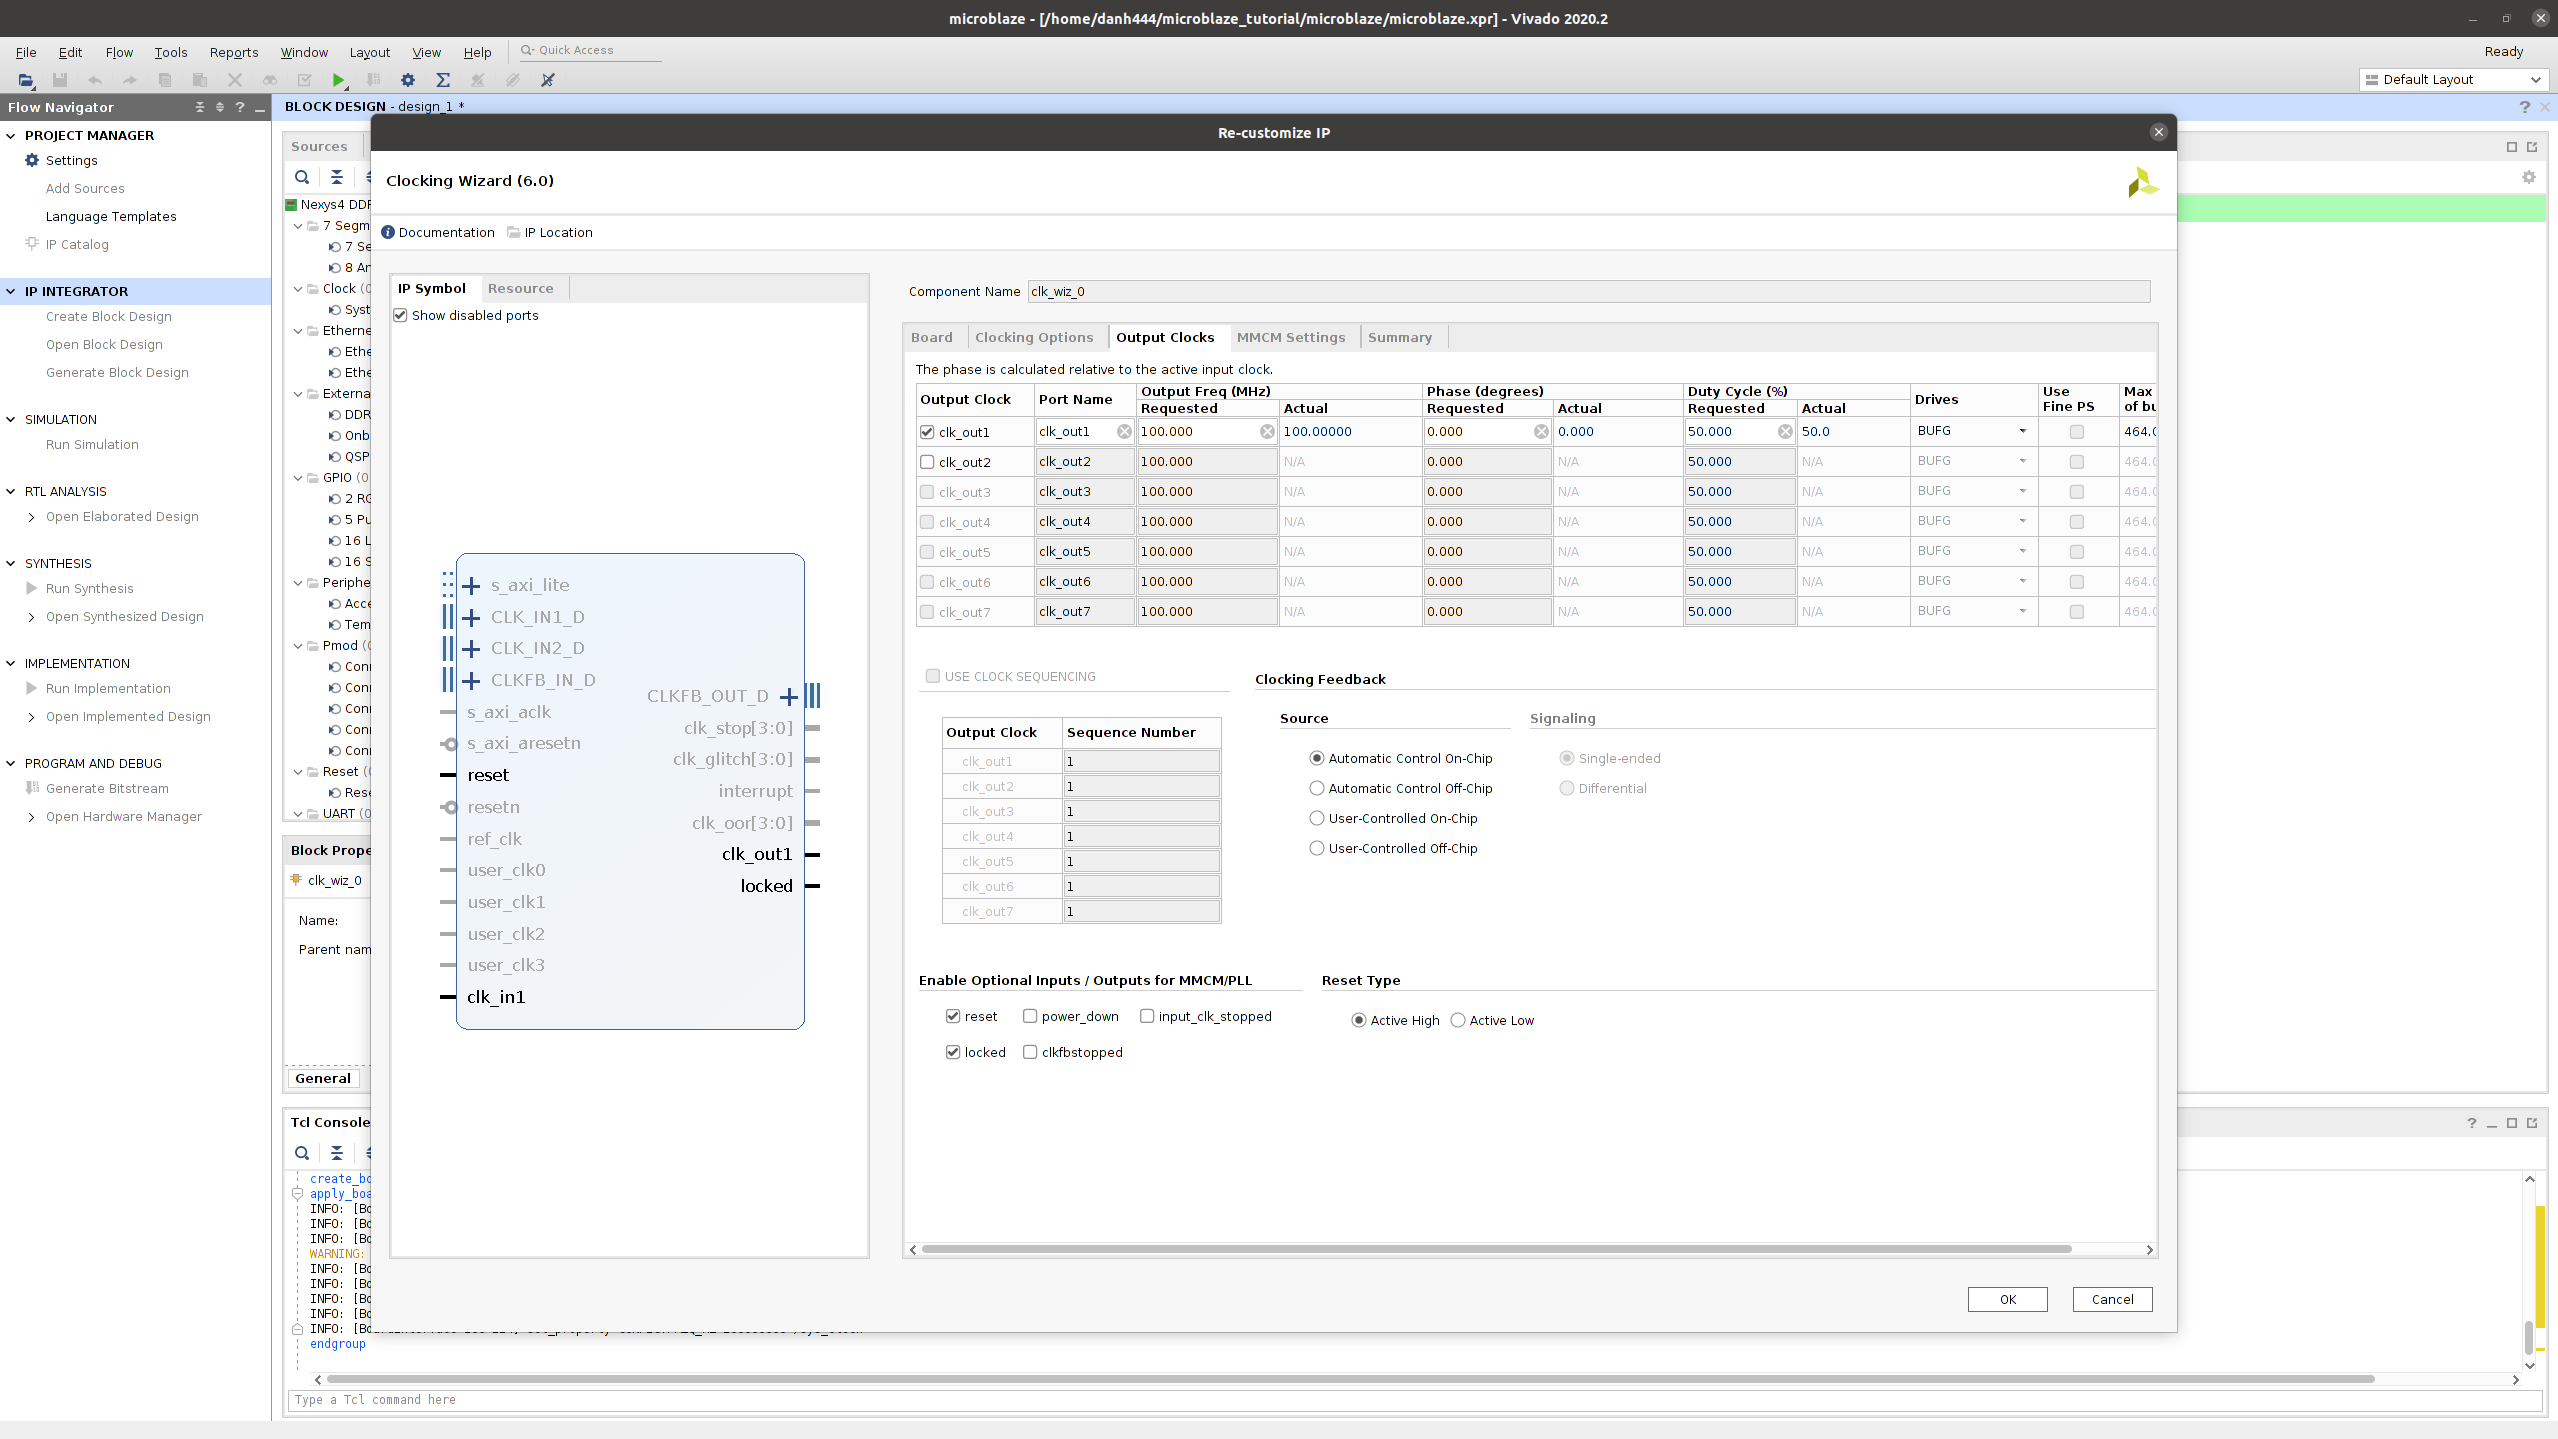 microblaze - [/home/danh444/microblaze_tutorial/microblaze/microblaze.xpr] - Vivado 2020.2
File Edit Flow Tools Reports Window Layout View Help Quick Access Ready
Default Layout
Flow Navigator
PROJECT MANAGER
Settings
Add Sources
Language Templates
IP Catalog
IP INTEGRATOR
Create Block Design
Open Block Design
Generate Block Design
SIMULATION
Run Simulation
RTL ANALYSIS
Open Elaborated Design
SYNTHESIS
Run Synthesis
Open Synthesized Design
IMPLEMENTATION
Run Implementation
Open Implemented Design
PROGRAM AND DEBUG
Generate Bitstream
Open Hardware Manager
BLOCK DESIGN - design_1 *
Sources
Nexys4 DDR
7 Segm
7 Se
8 An
Clock (0
Syst
Etherne
Ethe
Ethe
Externa
DDR
Onb
QSP
GPIO (0
2 RG
5 Pu
16 L
16 S
Periphe
Acce
Tem
Pmod (0
Conn
Conn
Conn
Conn
Conn
Reset (0
Rese
UART (0
Block Prope
clk_wiz_0
Name:
Parent nam
General
Tcl Console
create_bo
apply_boa
INFO: [Bo
INFO: [Bo
INFO: [Bo
WARNING:
INFO: [Bo
INFO: [Bo
INFO: [Bo
INFO: [Bo
INFO: [Bo
endgroup
Type a Tcl command here
Re-customize IP
Clocking Wizard (6.0)
Documentation IP Location
IP Symbol Resource
Show disabled ports
s_axi_lite
CLK_IN1_D
CLK_IN2_D
CLKFB_IN_D
s_axi_aclk
s_axi_aresetn
reset
resetn
ref_clk
user_clk0
user_clk1
user_clk2
user_clk3
clk_in1
CLKFB_OUT_D
clk_stop[3:0]
clk_glitch[3:0]
interrupt
clk_oor[3:0]
clk_out1
locked
Component Name clk_wiz_0
Board Clocking Options Output Clocks MMCM Settings Summary
The phase is calculated relative to the active input clock.
Output Clock Port Name Output Freq (MHz) Phase (degrees) Duty Cycle (%) Drives Use Fine PS Max of bu
Requested Actual Requested Actual Requested Actual
clk_out1 clk_out1 100.000 100.00000 0.000 0.000 50.000 50.0 BUFG 464.0
clk_out2 clk_out2 100.000 N/A 0.000 N/A 50.000 N/A BUFG 464.0
clk_out3 clk_out3 100.000 N/A 0.000 N/A 50.000 N/A BUFG 464.0
clk_out4 clk_out4 100.000 N/A 0.000 N/A 50.000 N/A BUFG 464.0
clk_out5 clk_out5 100.000 N/A 0.000 N/A 50.000 N/A BUFG 464.0
clk_out6 clk_out6 100.000 N/A 0.000 N/A 50.000 N/A BUFG 464.0
clk_out7 clk_out7 100.000 N/A 0.000 N/A 50.000 N/A BUFG 464.0
USE CLOCK SEQUENCING
Output Clock Sequence Number
clk_out1 1
clk_out2 1
clk_out3 1
clk_out4 1
clk_out5 1
clk_out6 1
clk_out7 1
Clocking Feedback
Source Signaling
Automatic Control On-Chip Single-ended
Automatic Control Off-Chip Differential
User-Controlled On-Chip
User-Controlled Off-Chip
Enable Optional Inputs / Outputs for MMCM/PLL
reset power_down input_clk_stopped
locked clkfbstopped
Reset Type
Active High Active Low
OK Cancel